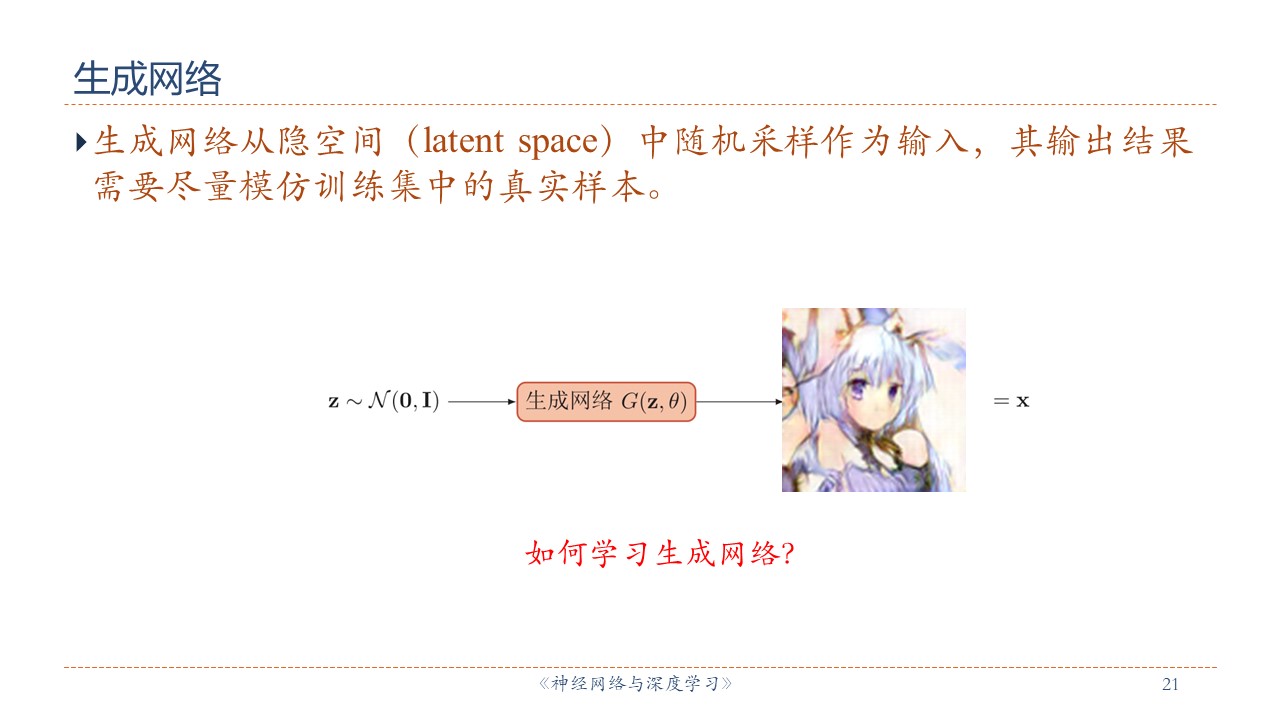 生成网络
生成网络从隐空间（latent space）中随机采样作为输入，其输出结果
需要尽量模仿训练集中的真实样本。
z ∼ 𝒩(0, I)
生成网络 G(z, θ)
= x
如何学习生成网络？
《神经网络与深度学习》
21